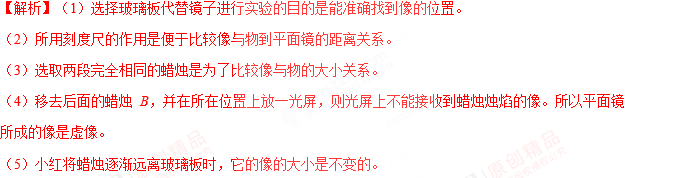 【解析】（1）选择玻璃板代替镜子进行实验的目的是能准确找到像的位置。
（2）所用刻度尺的作用是便于比较像与物到平面镜的距离关系。
（3）选取两段完全相同的蜡烛是为了比较像与物的大小关系。
（4）移去后面的蜡烛 B，并在所在位置上放一光屏，则光屏上不能接收到蜡烛烛焰的像。所以平面镜
所成的像是虚像。
（5）小红将蜡烛逐渐远离玻璃板时，它的像的大小是不变的。